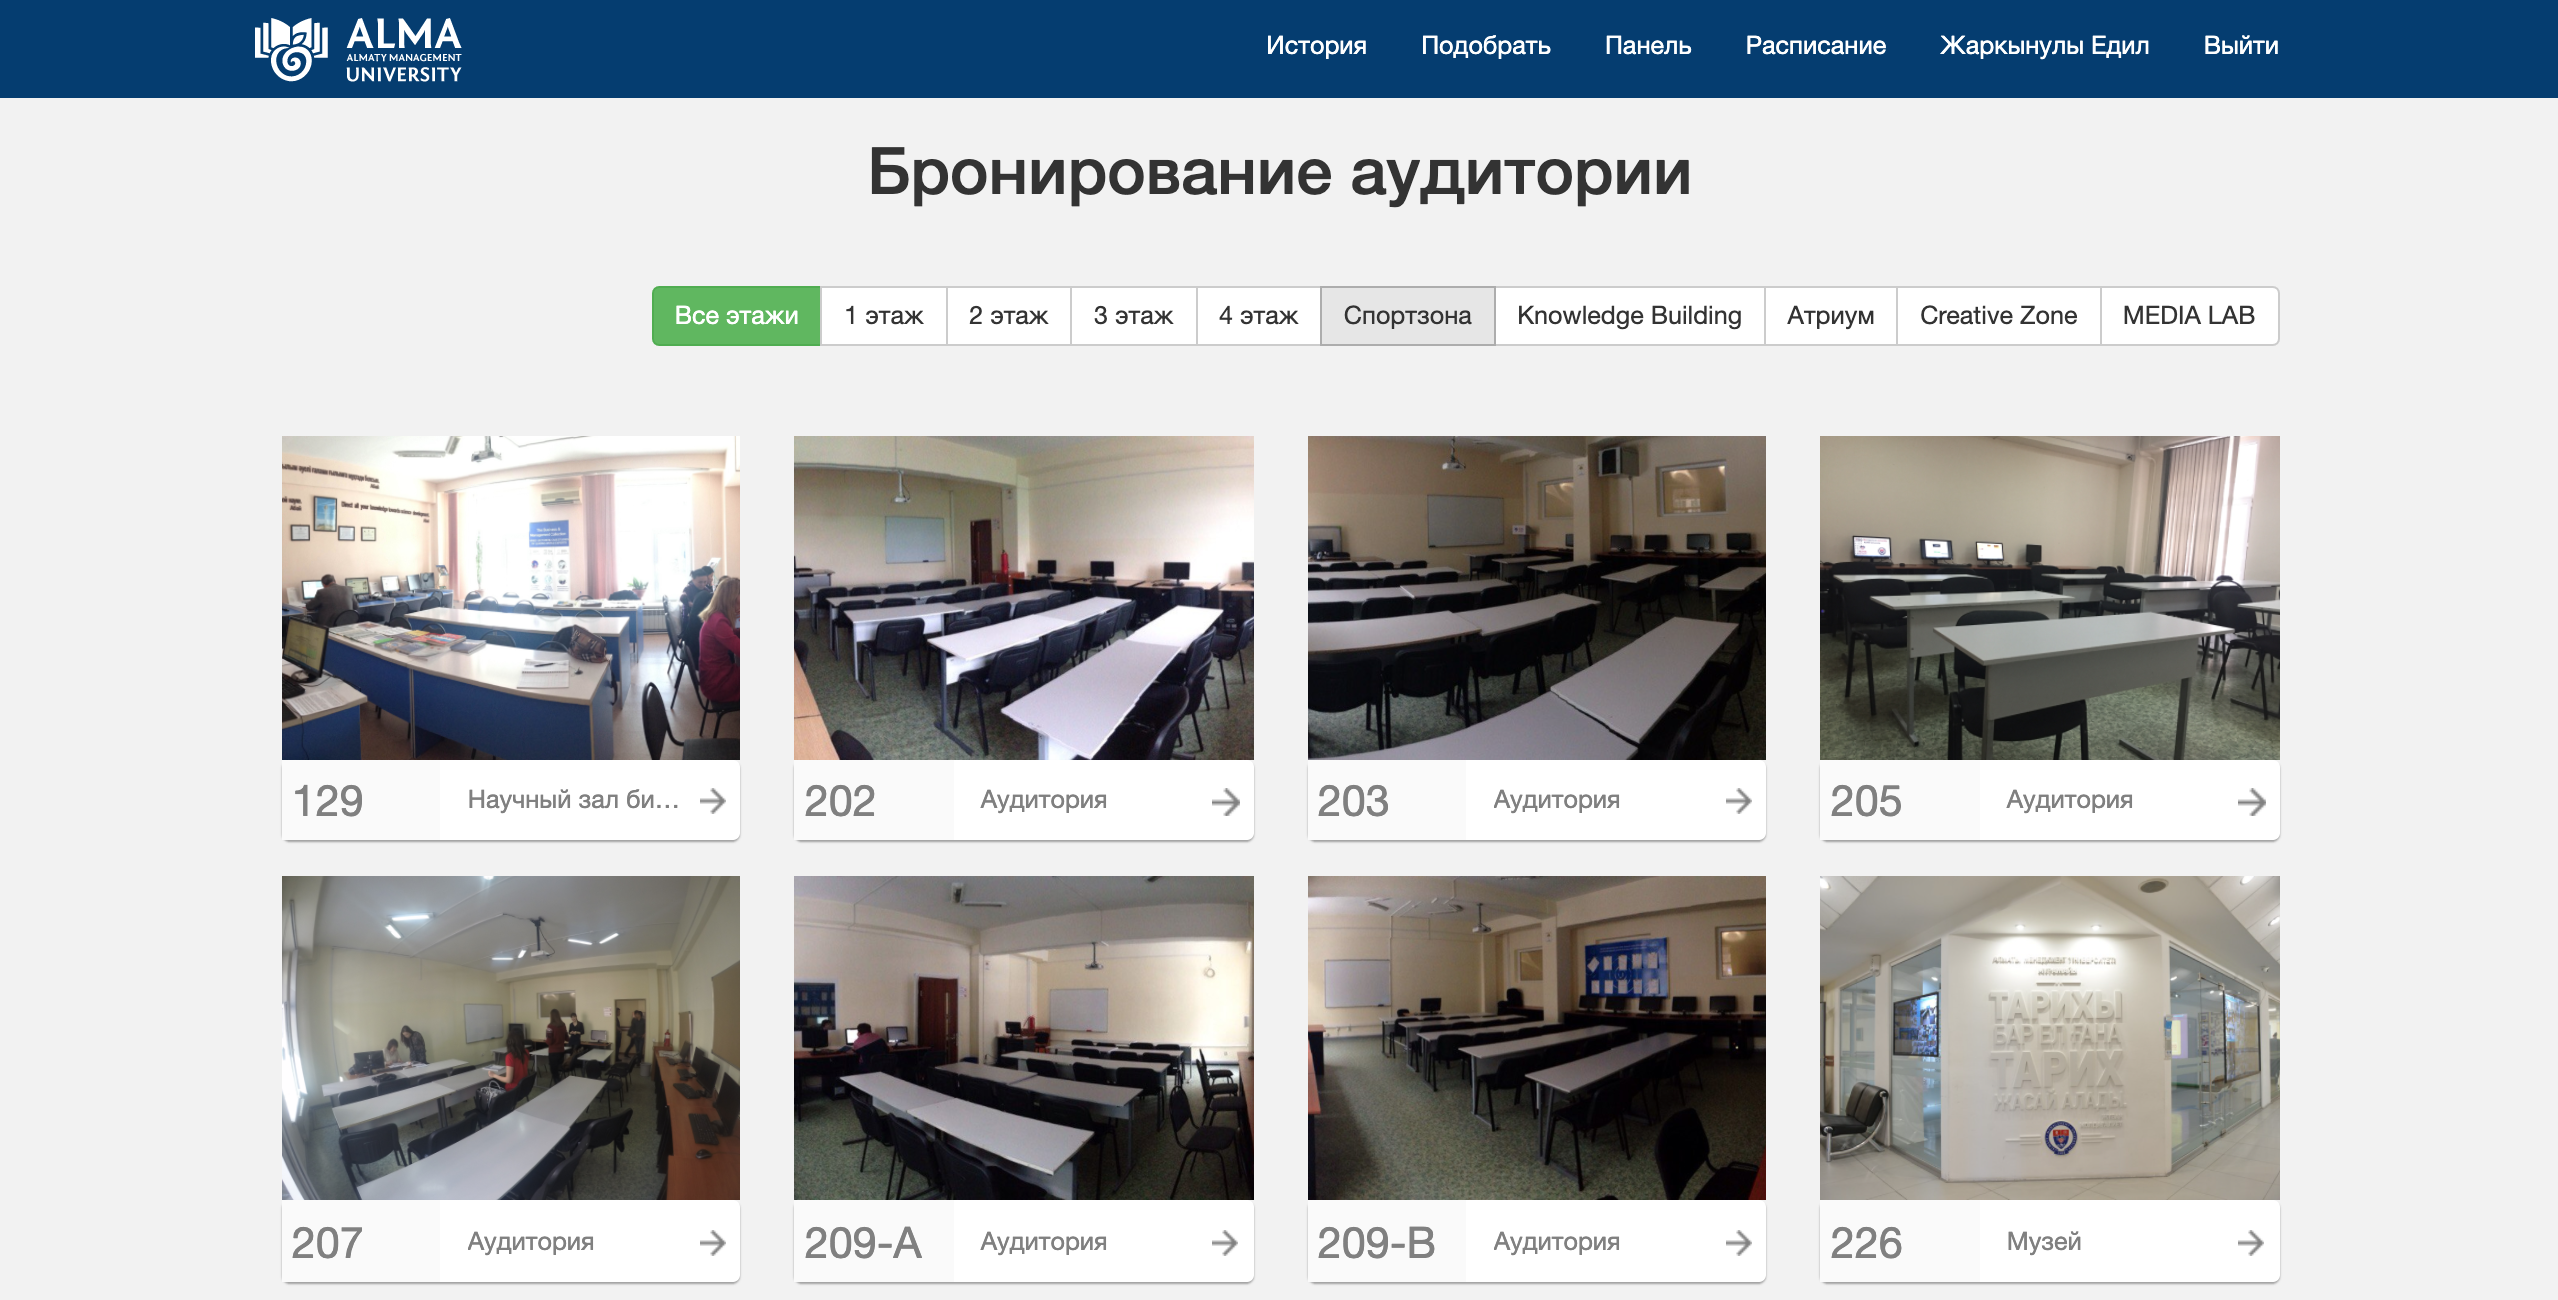 ALMA
ALMATY MANAGEMENT
UNIVERSITY
История Подобрать Панель Расписание Жаркынулы Едил Выйти
Бронирование аудитории
Все этажи 1 этаж 2 этаж 3 этаж 4 этаж Спортзона Knowledge Building Атриум Creative Zone MEDIA LAB
129 Научный зал би...
202 Аудитория
203 Аудитория
205 Аудитория
ТАРИХЫ
БАР ЕЛ ҒАНА
ТАРИХ
ЖАСАЙ АЛАДЫ
207 Аудитория
209-A Аудитория
209-B Аудитория
226 Музей